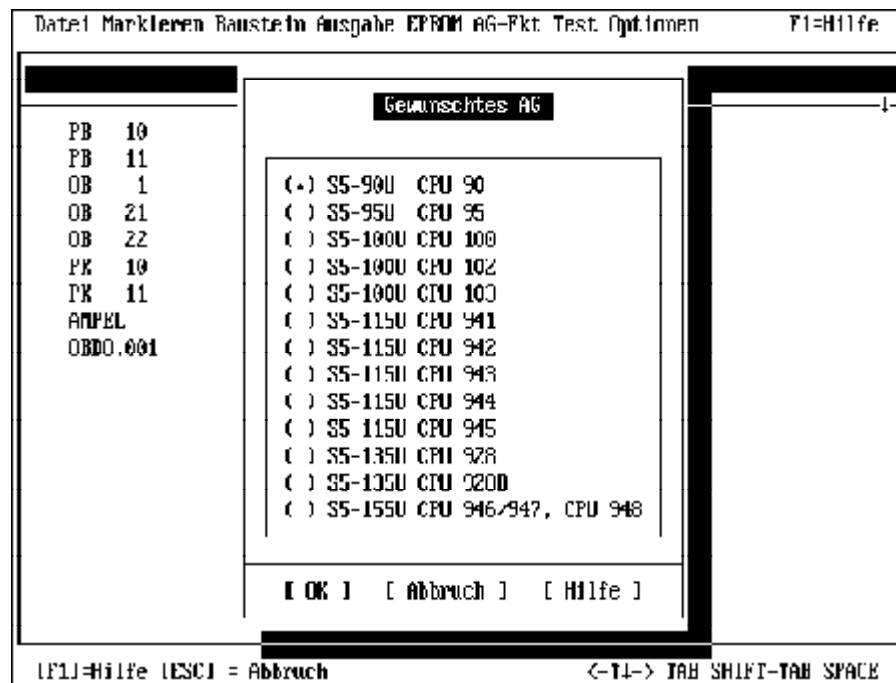 Datei Markieren Baustein Ausgabe EPROM AG-Fkt Test Optionen F1=Hilfe
Gewunschtes AG
PB 10
PB 11
OB 1
OB 21
OB 22
PK 10
PK 11
AMPEL
(•) S5-90U CPU 90
( ) S5-95U CPU 95
( ) S5-100U CPU 100
( ) S5-100U CPU 102
( ) S5-100U CPU 103
( ) S5-115U CPU 941
( ) S5-115U CPU 942
( ) S5-115U CPU 943
( ) S5-115U CPU 944
( ) S5 115U CPU 945
( ) S5-135U CPU 928
( ) S5-135U CPU 928B
( ) S5-155U CPU 946/947, CPU 948
[ OK ] [ Abbruch ] [ Hilfe ]
[F1]=Hilfe [ESC] = Abbruch <-↑↓-> TAB SHIFT-TAB SPACE